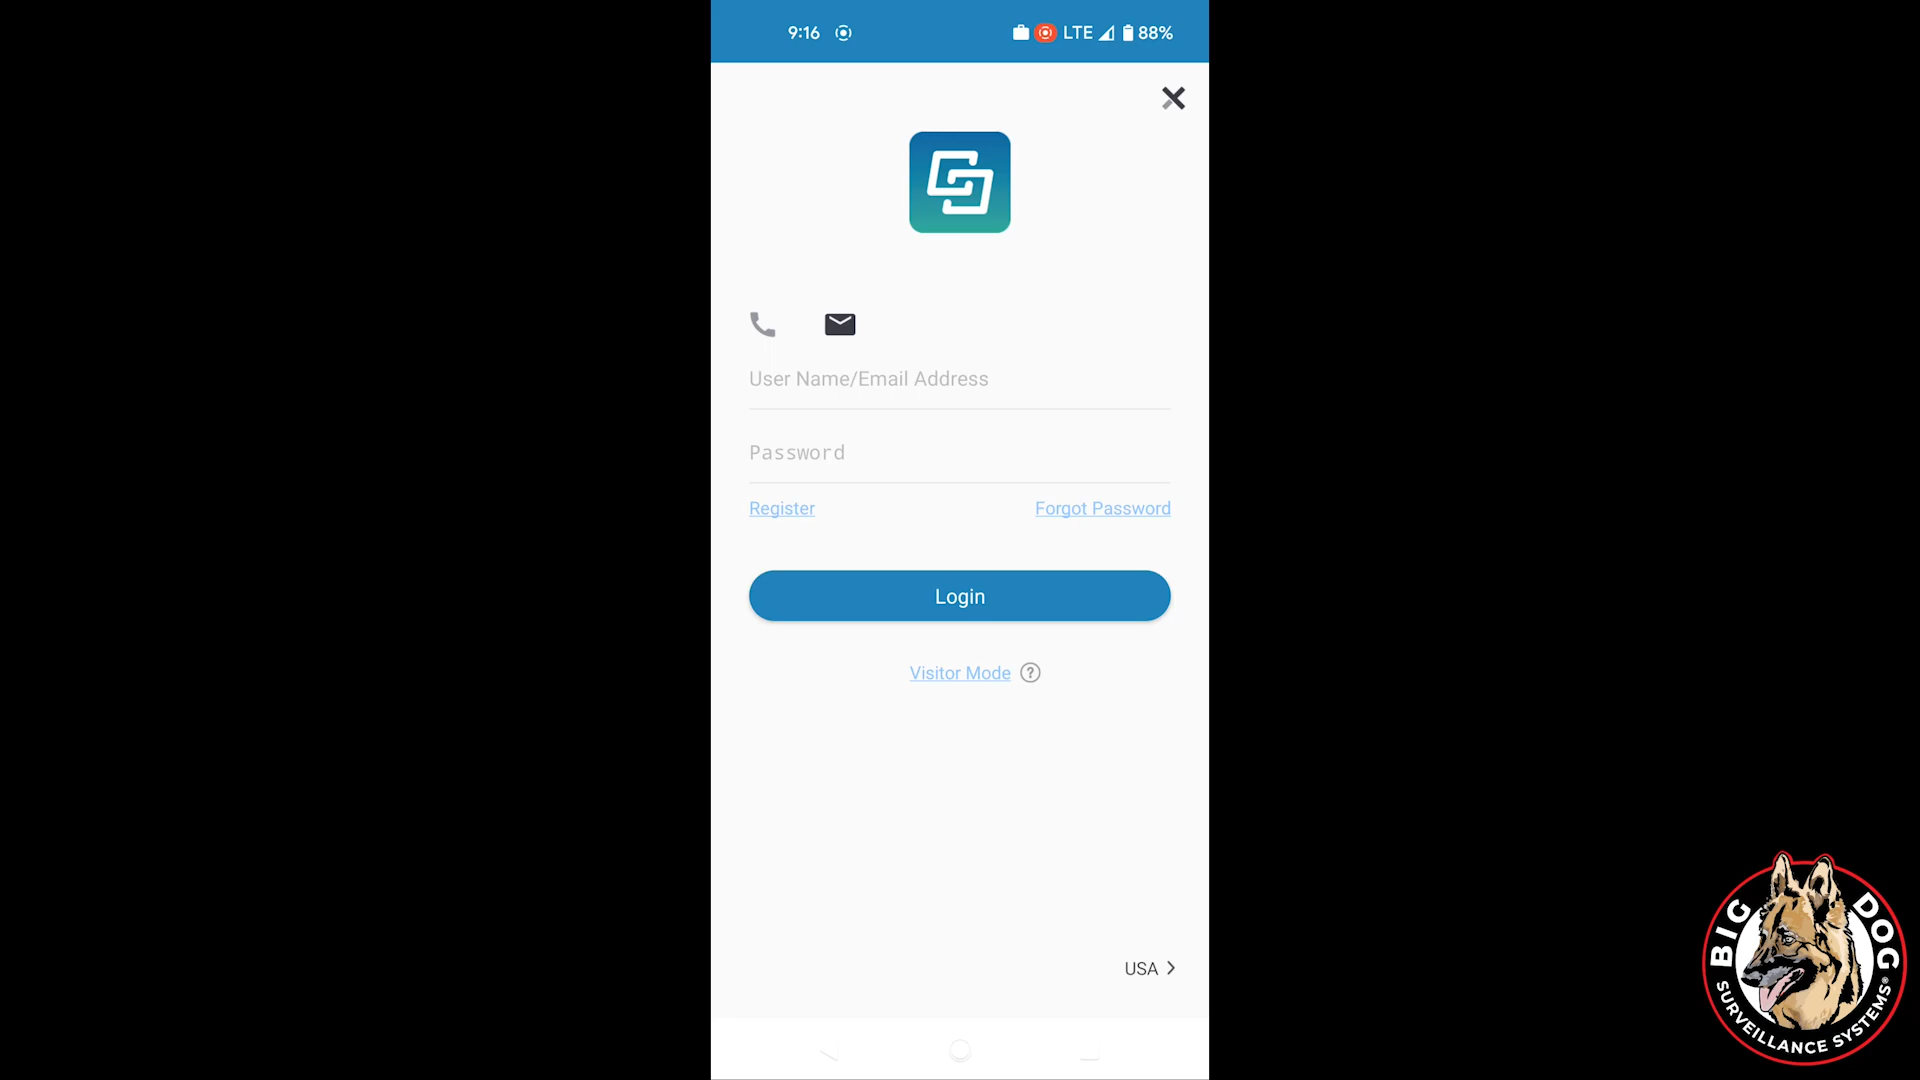 9:16
LTE 88%
User Name/Email Address
Password
Register Forgot Password
Login
Visitor Mode ?
USA
BIG DOG
SURVEILLANCE SYSTEMS®